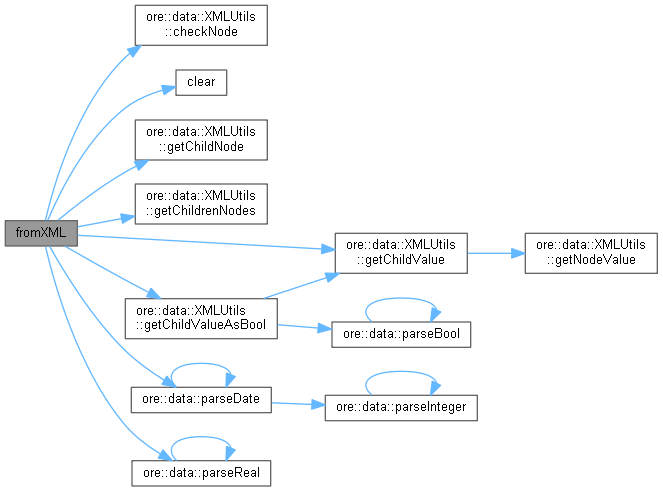 ore::data::XMLUtils
::checkNode
clear
ore::data::XMLUtils
::getChildNode
ore::data::XMLUtils
::getChildrenNodes
fromXML
ore::data::XMLUtils
::getChildValue
ore::data::XMLUtils
::getNodeValue
ore::data::XMLUtils
::getChildValueAsBool
ore::data::parseBool
ore::data::parseDate
ore::data::parseInteger
ore::data::parseReal